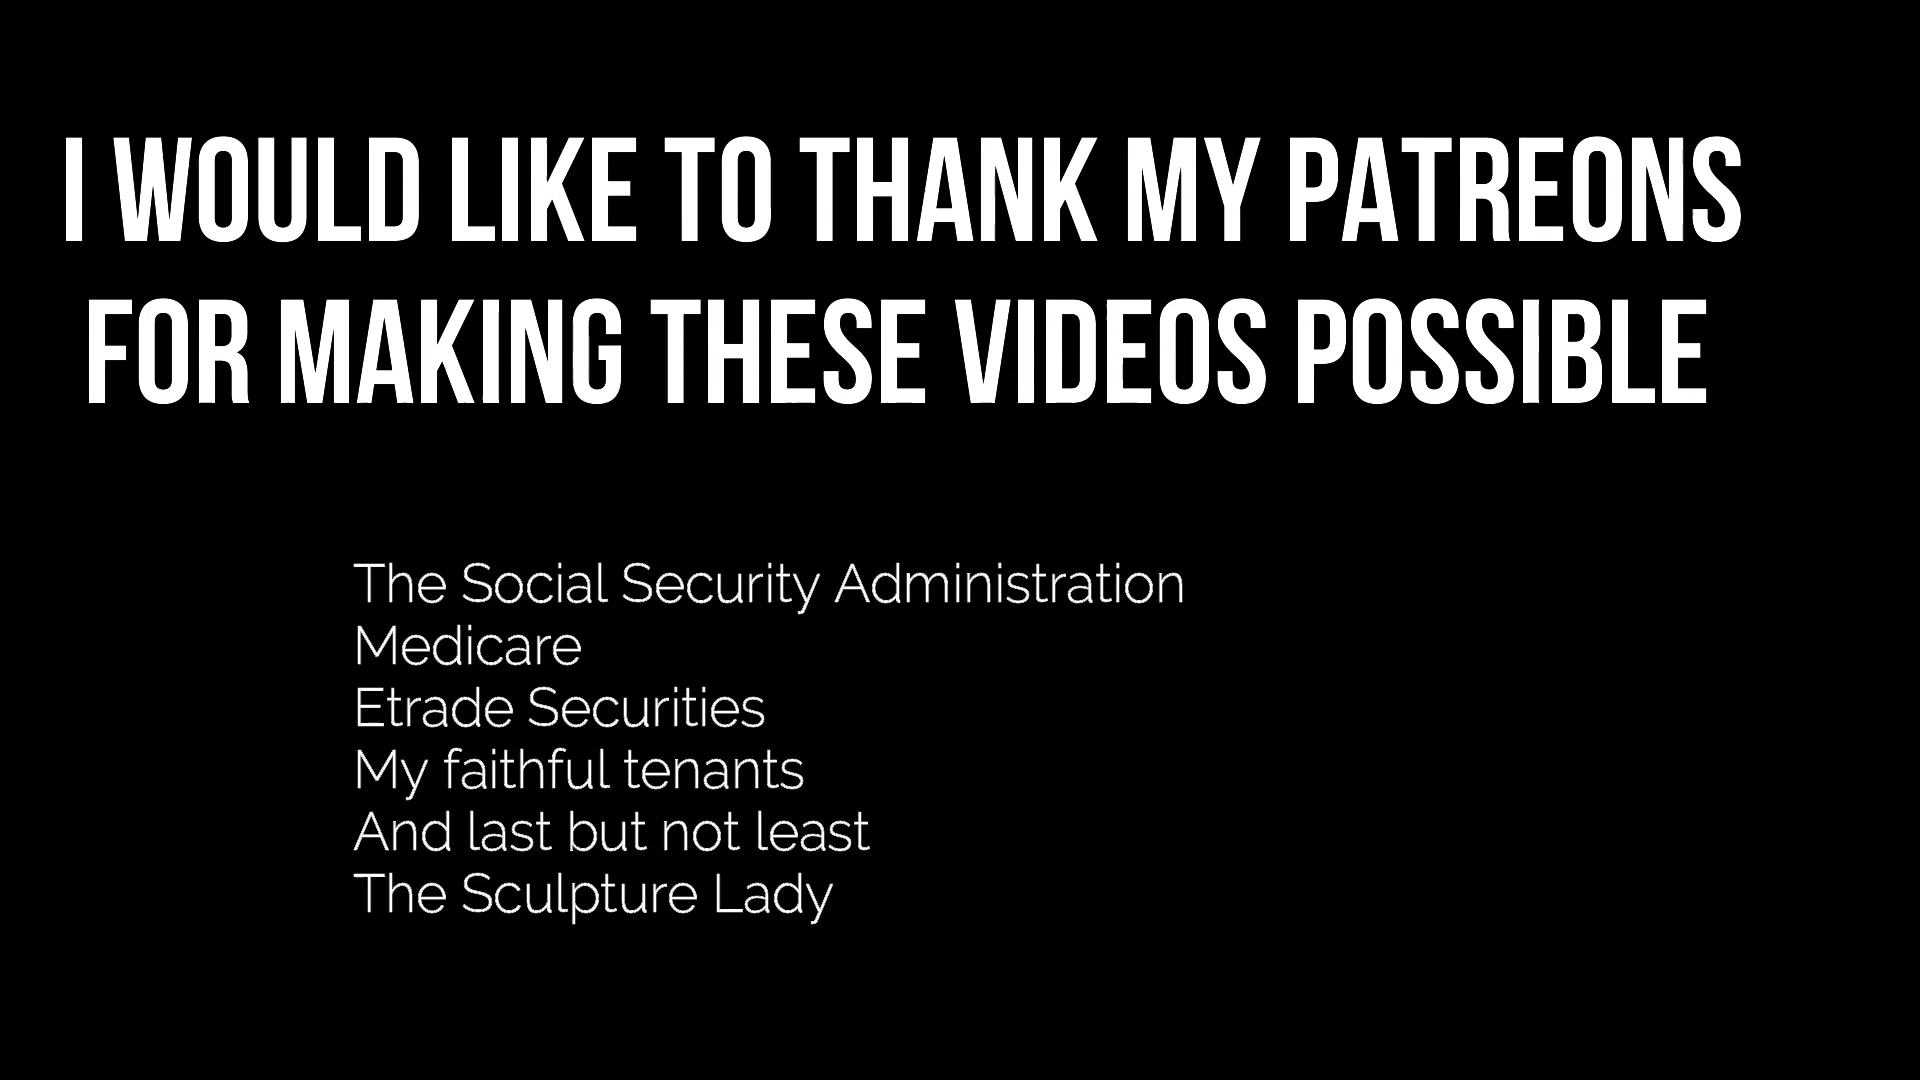 I WOULD LIKE TO THANK MY PATREONS
FOR MAKING THESE VIDEOS POSSIBLE
The Social Security Administration
Medicare
Etrade Securities
My faithful tenants
And last but not least
The Sculpture Lady